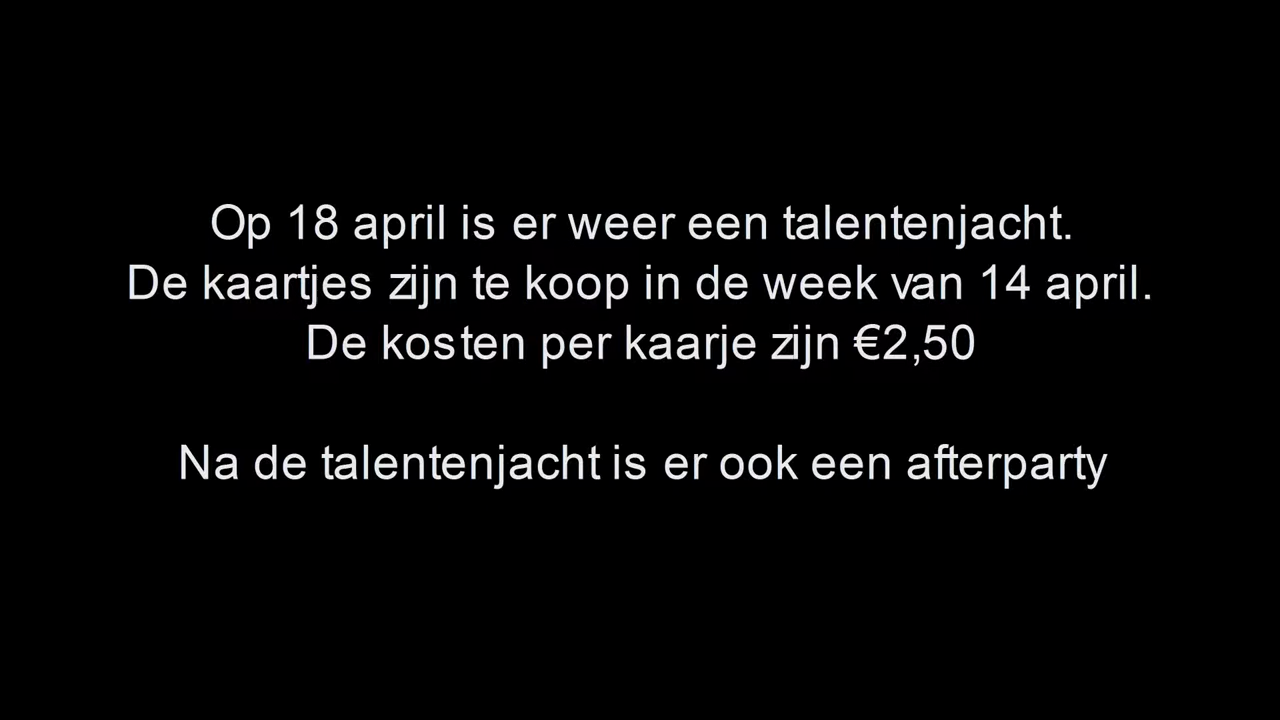 Op 18 april is er weer een talentenjacht.
De kaartjes zijn te koop in de week van 14 april.
De kosten per kaarje zijn €2,50
Na de talentenjacht is er ook een afterparty